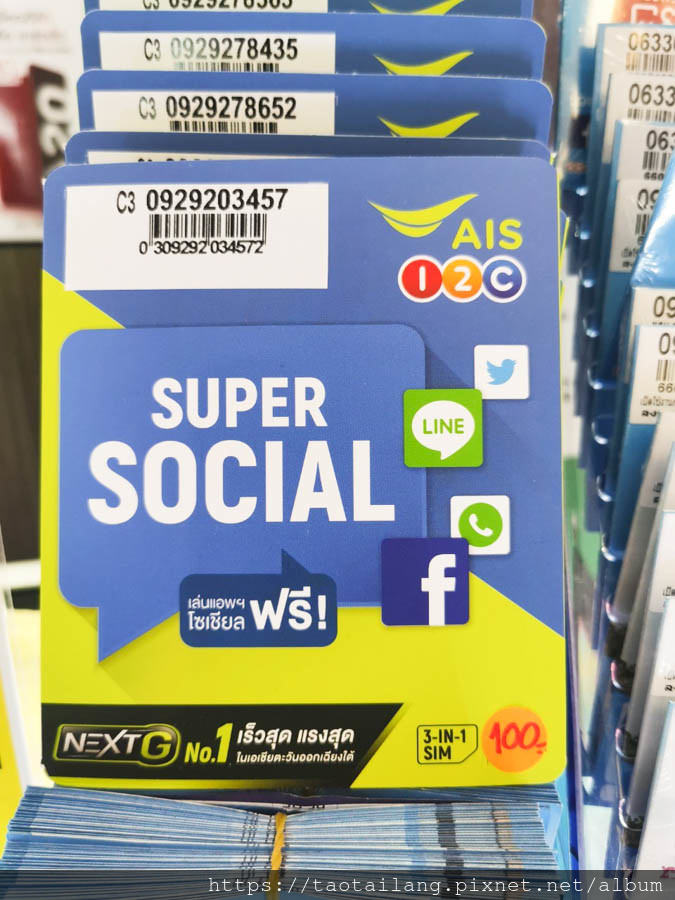 C3 0929278435
C3 0929278652
C3 0929203457
0 309292 034572
AIS
12C
SUPER
SOCIAL
LINE
f
เล่นแอพฯ
โซเชียล
ฟรี!
NEXTG
No.1
เร็วสุด แรงสุด
ในเอเชียตะวันออกเฉียงใต้
3-IN-1
SIM
100.-
0633
https://taotailang.pixnet.net/album